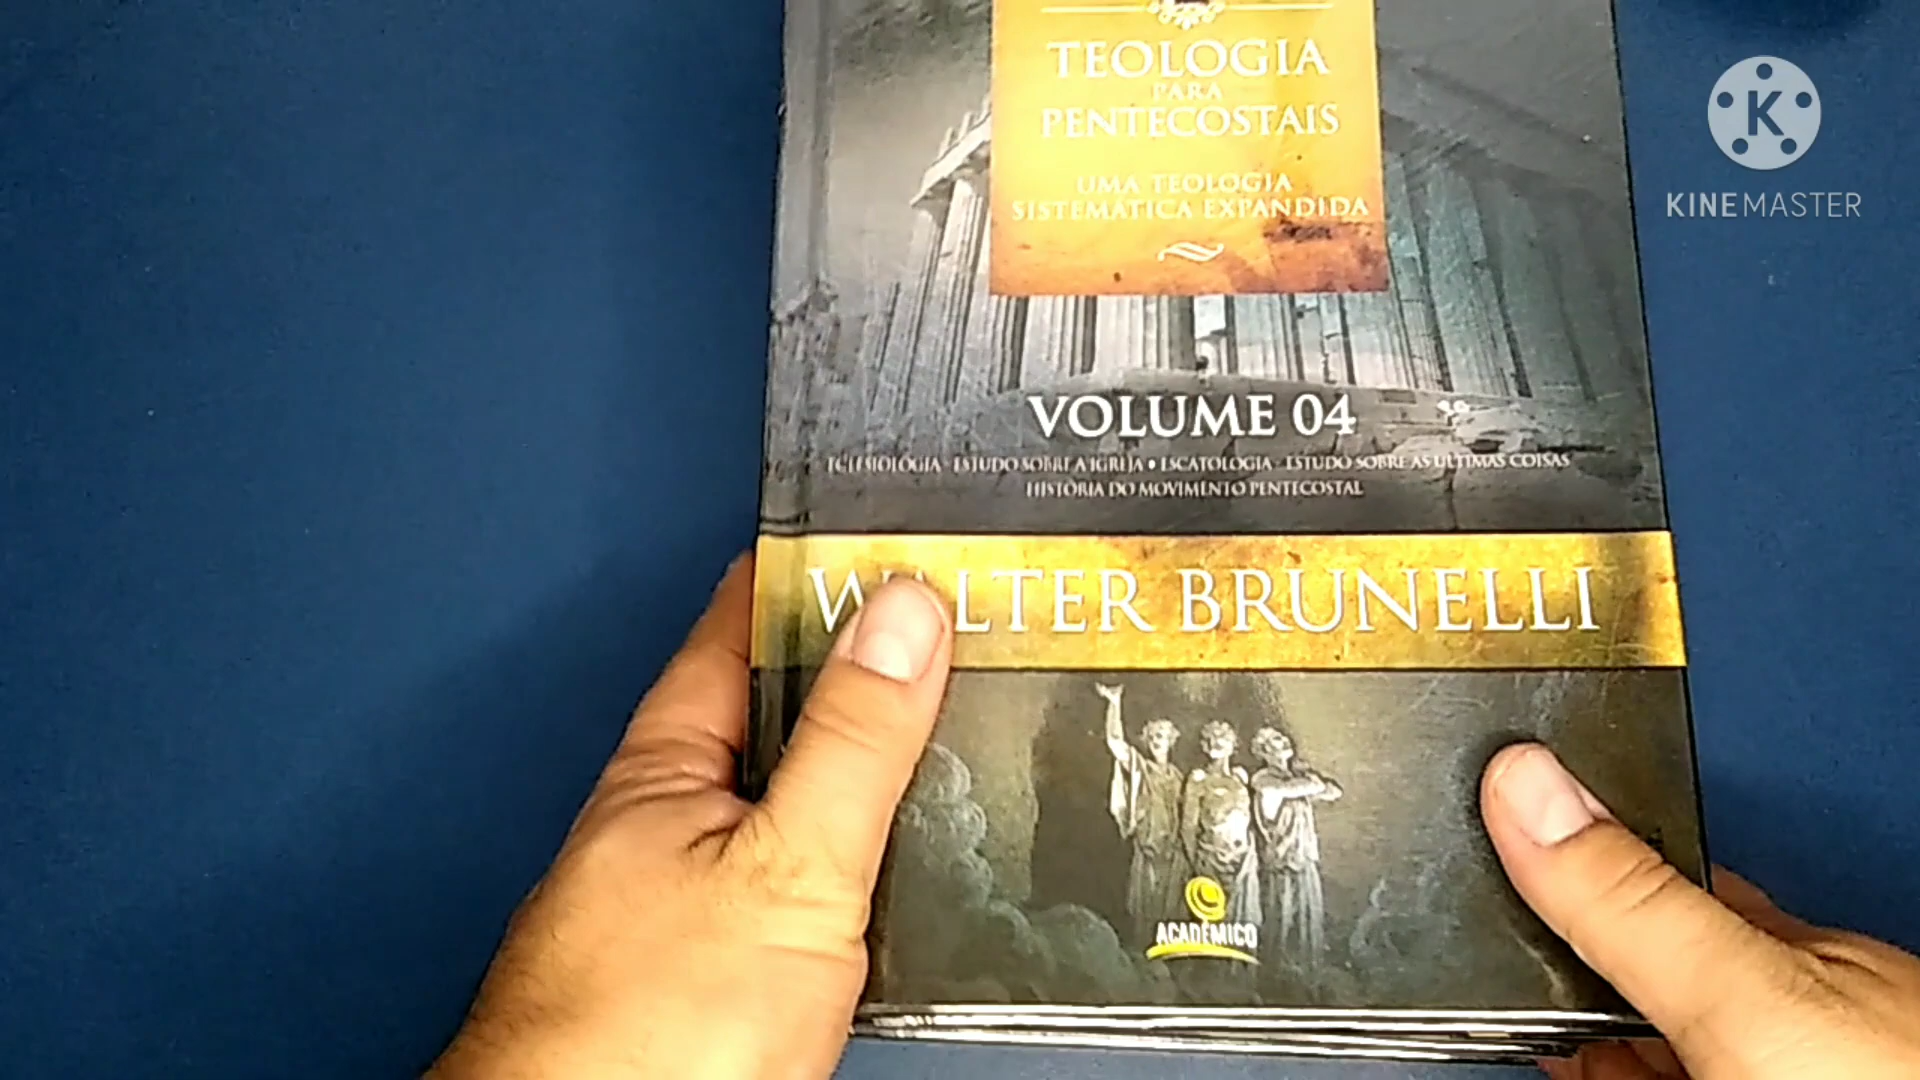 TEOLOGIA
PARA
PENTECOSTAIS
UMA TEOLOGIA
SISTEMÁTICA EXPANDIDA
VOLUME 04
ECLESIOLOGIA - ESTUDO SOBRE A IGREJA • ESCATOLOGIA - ESTUDO SOBRE AS ÚLTIMAS COISAS
HISTÓRIA DO MOVIMENTO PENTECOSTAL
WALTER BRUNELLI
ACADÊMICO
K
KINEMASTER